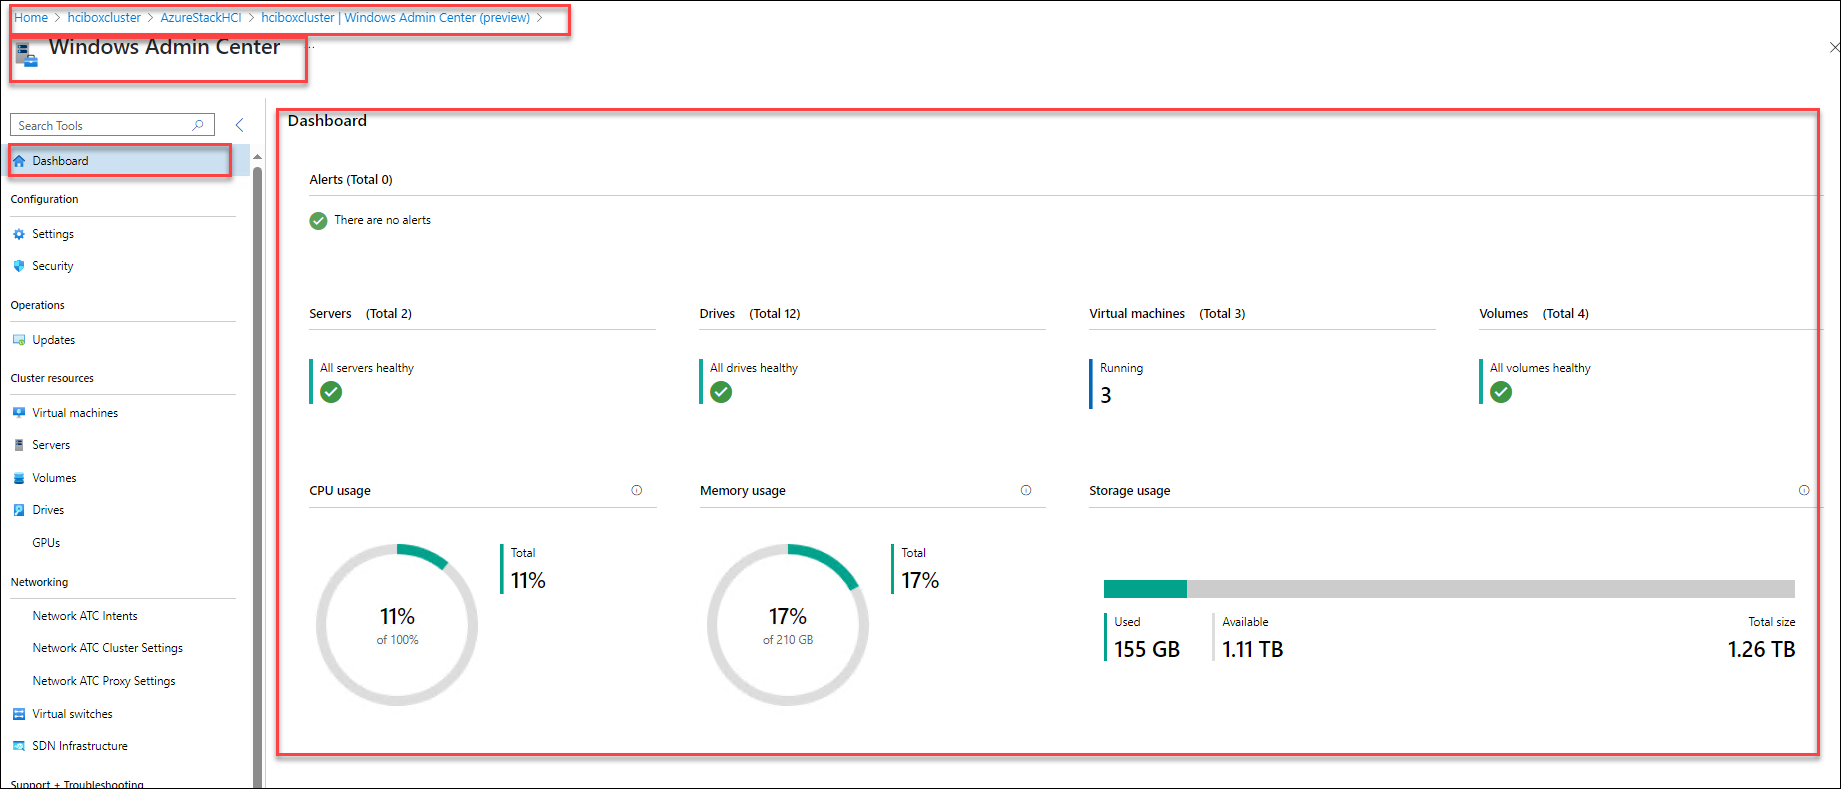 Home > hciboxcluster > AzureStackHCI > hciboxcluster | Windows Admin Center (preview) >
Windows Admin Center ...
Search Tools
Dashboard
Configuration
Settings
Security
Operations
Updates
Cluster resources
Virtual machines
Servers
Volumes
Drives
GPUs
Networking
Network ATC Intents
Network ATC Cluster Settings
Network ATC Proxy Settings
Virtual switches
SDN Infrastructure
Support + Troubleshooting
Dashboard
Alerts (Total 0)
There are no alerts
Servers (Total 2)
All servers healthy
Drives (Total 12)
All drives healthy
Virtual machines (Total 3)
Running
3
Volumes (Total 4)
All volumes healthy
CPU usage
11%
of 100%
Total
11%
Memory usage
17%
of 210 GB
Total
17%
Storage usage
Used
155 GB
Available
1.11 TB
Total size
1.26 TB